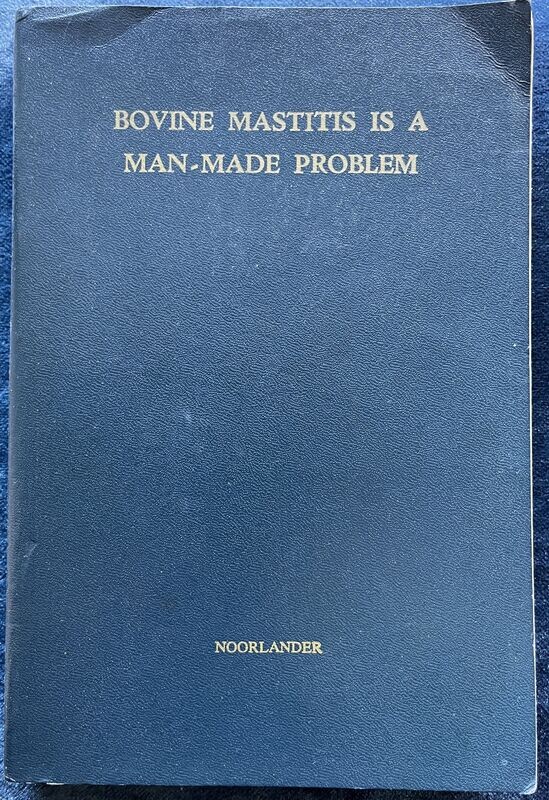 BOVINE MASTITIS IS A
MAN-MADE PROBLEM
NOORLANDER